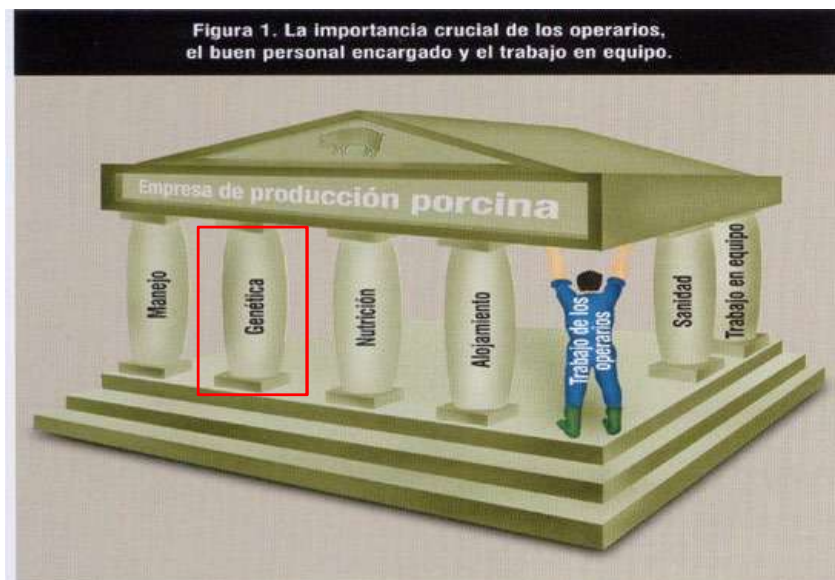 Figura 1. La importancia crucial de los operarios,
el buen personal encargado y el trabajo en equipo.
Empresa de producción porcina
Manejo
Genética
Nutrición
Alojamiento
Trabajo de los
operarios
Sanidad
Trabajo en equipo